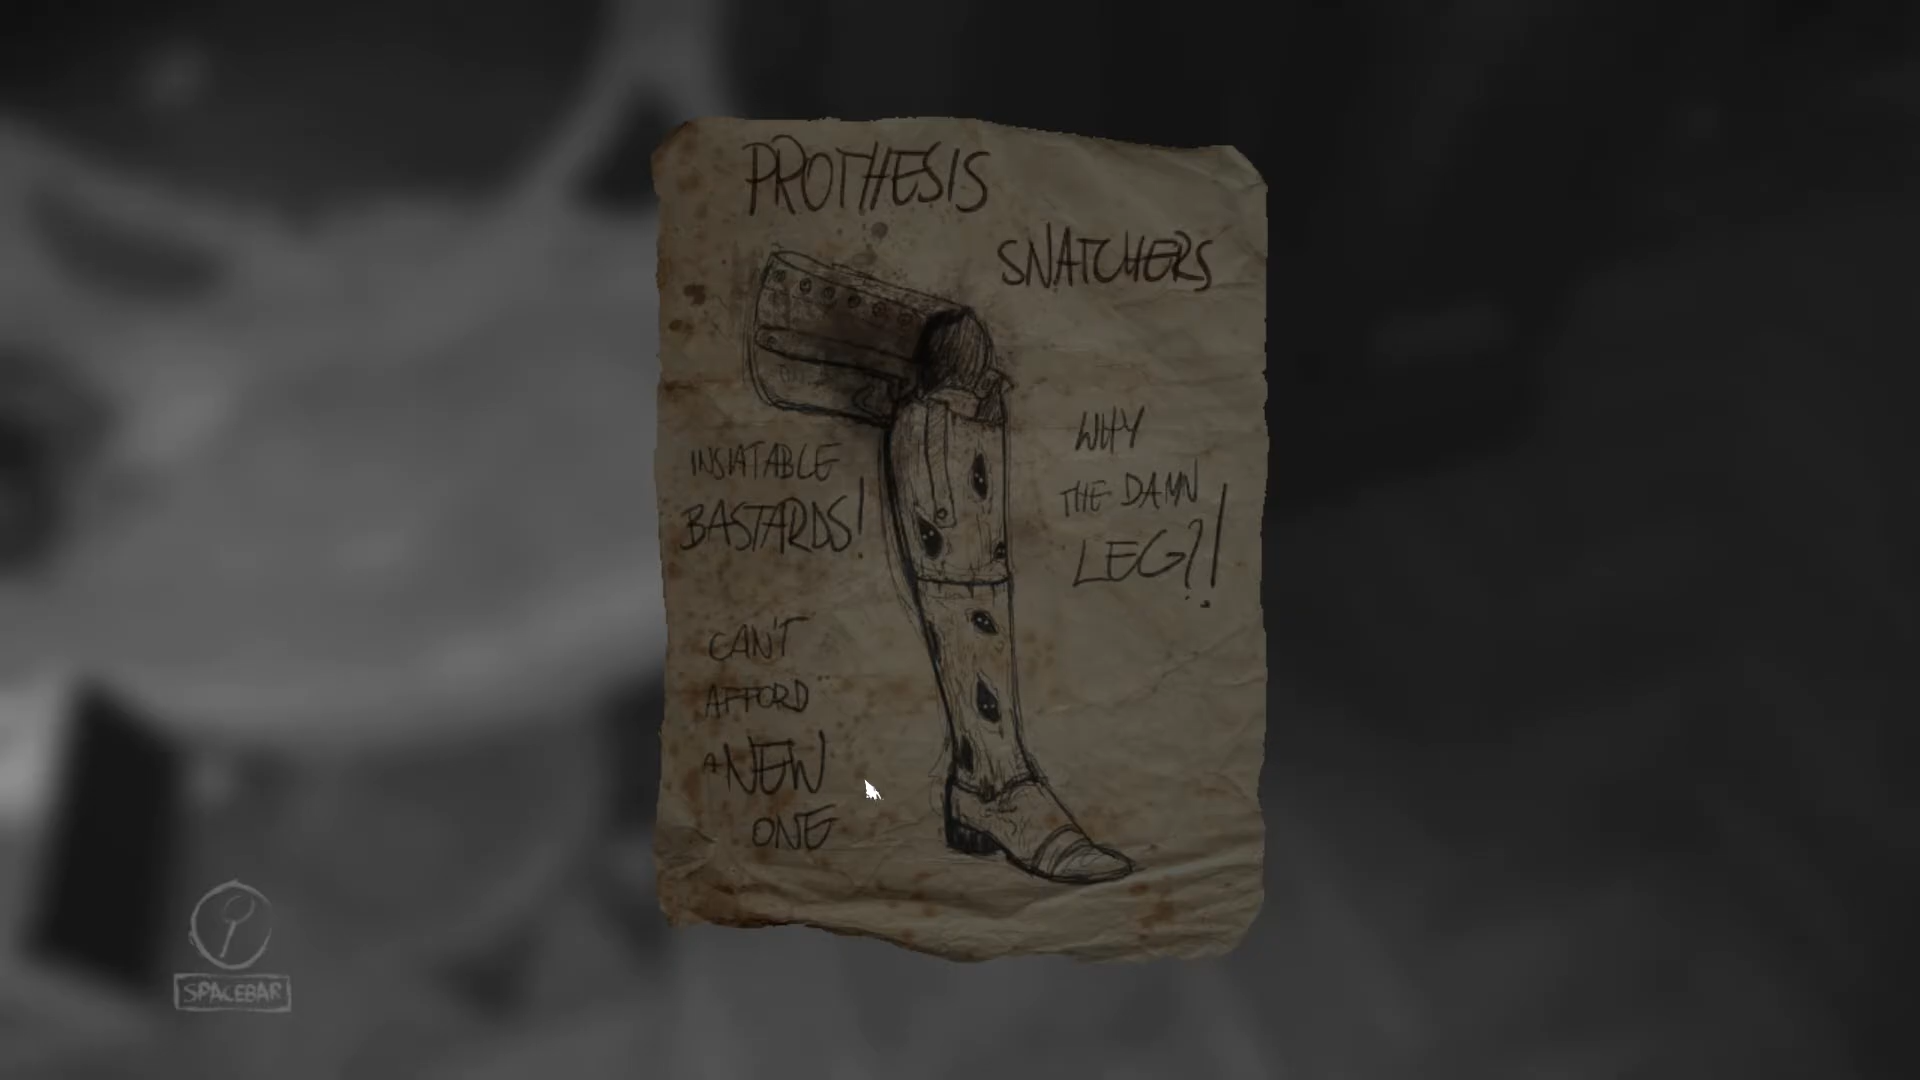 PROTHESIS
SNATCHERS
INSIATABLE
BASTARDS!
WHY
THE DAMN
LEG?!
CAN'T
AFFORD
A NEW
ONE
SPACEBAR